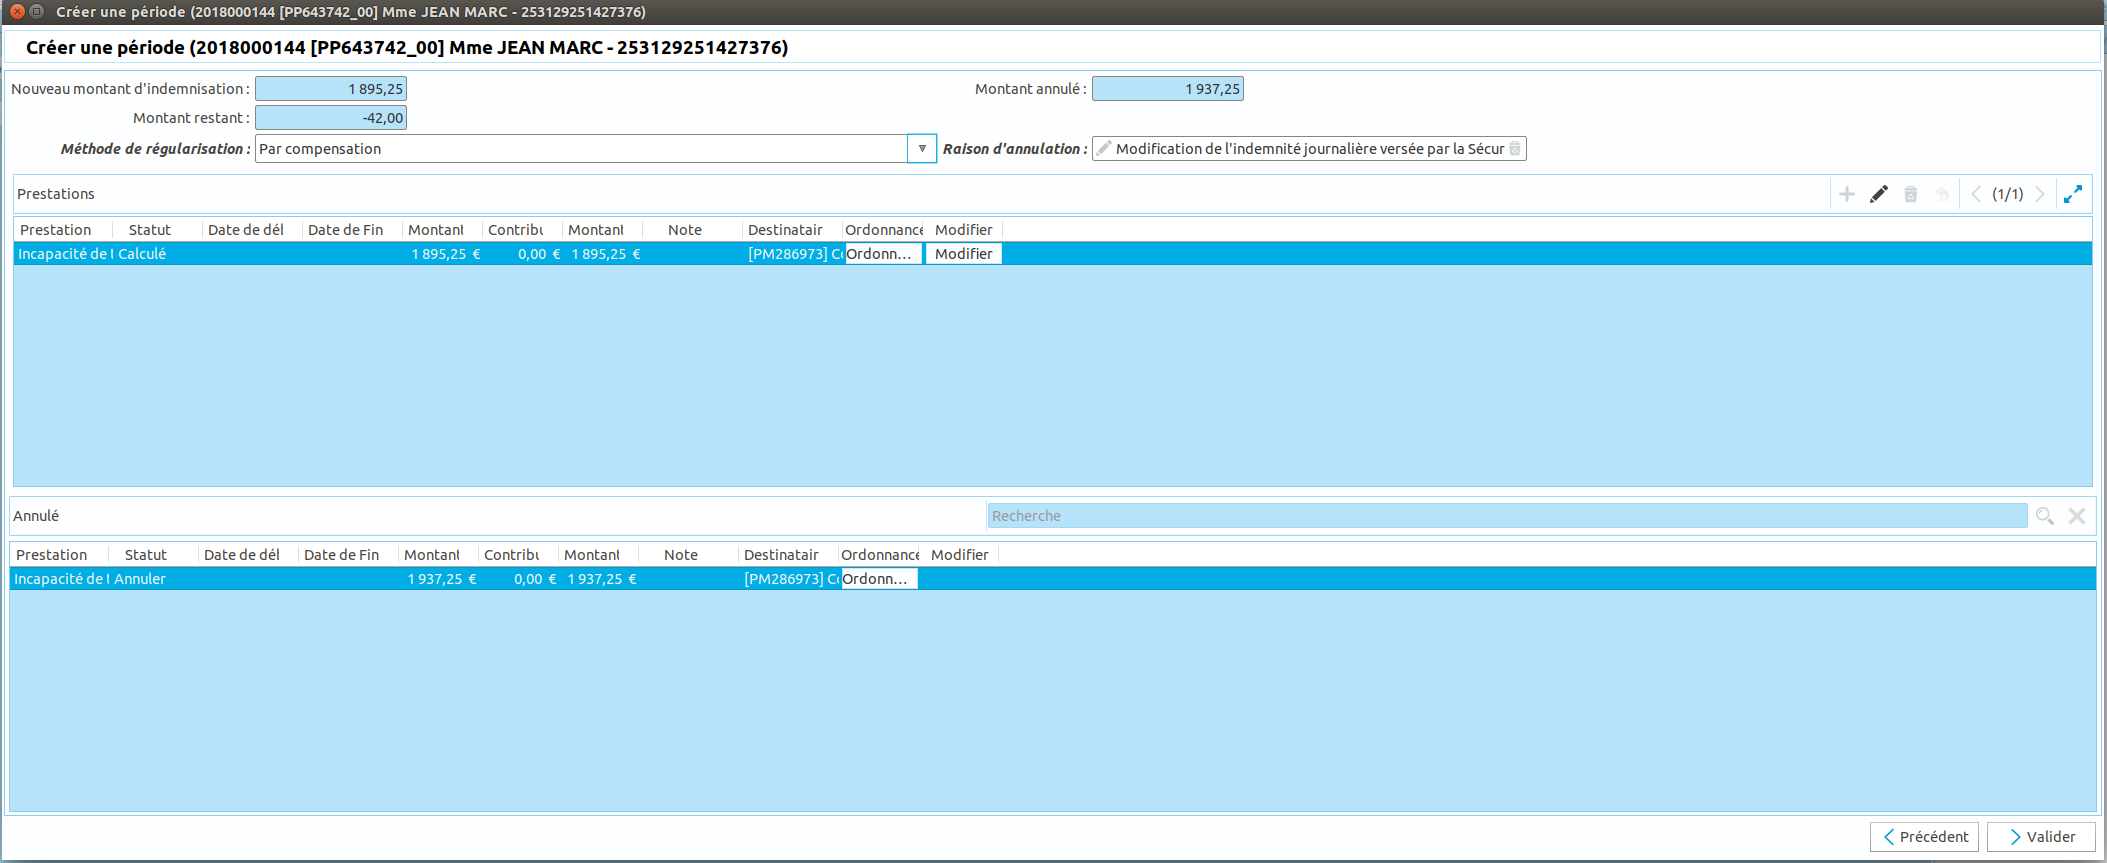 Créer une période (2018000144 [PP643742_00] Mme JEAN MARC - 253129251427376)
Créer une période (2018000144 [PP643742_00] Mme JEAN MARC - 253129251427376)
Nouveau montant d'indemnisation : 1 895,25 Montant annulé : 1 937,25
Montant restant : -42,00
Méthode de régularisation : Par compensation Raison d'annulation : Modification de l'indemnité journalière versée par la Sécur
Prestations (1/1)
Prestation Statut Date de dél Date de Fin Montant Contribu Montant Note Destinatair Ordonnance Modifier
Incapacité de t Calculé 1 895,25 € 0,00 € 1 895,25 € [PM286973] Co Ordonn... Modifier
Annulé Recherche
Prestation Statut Date de dél Date de Fin Montant Contribu Montant Note Destinatair Ordonnance Modifier
Incapacité de t Annuler 1 937,25 € 0,00 € 1 937,25 € [PM286973] Co Ordonn...
Précédent Valider